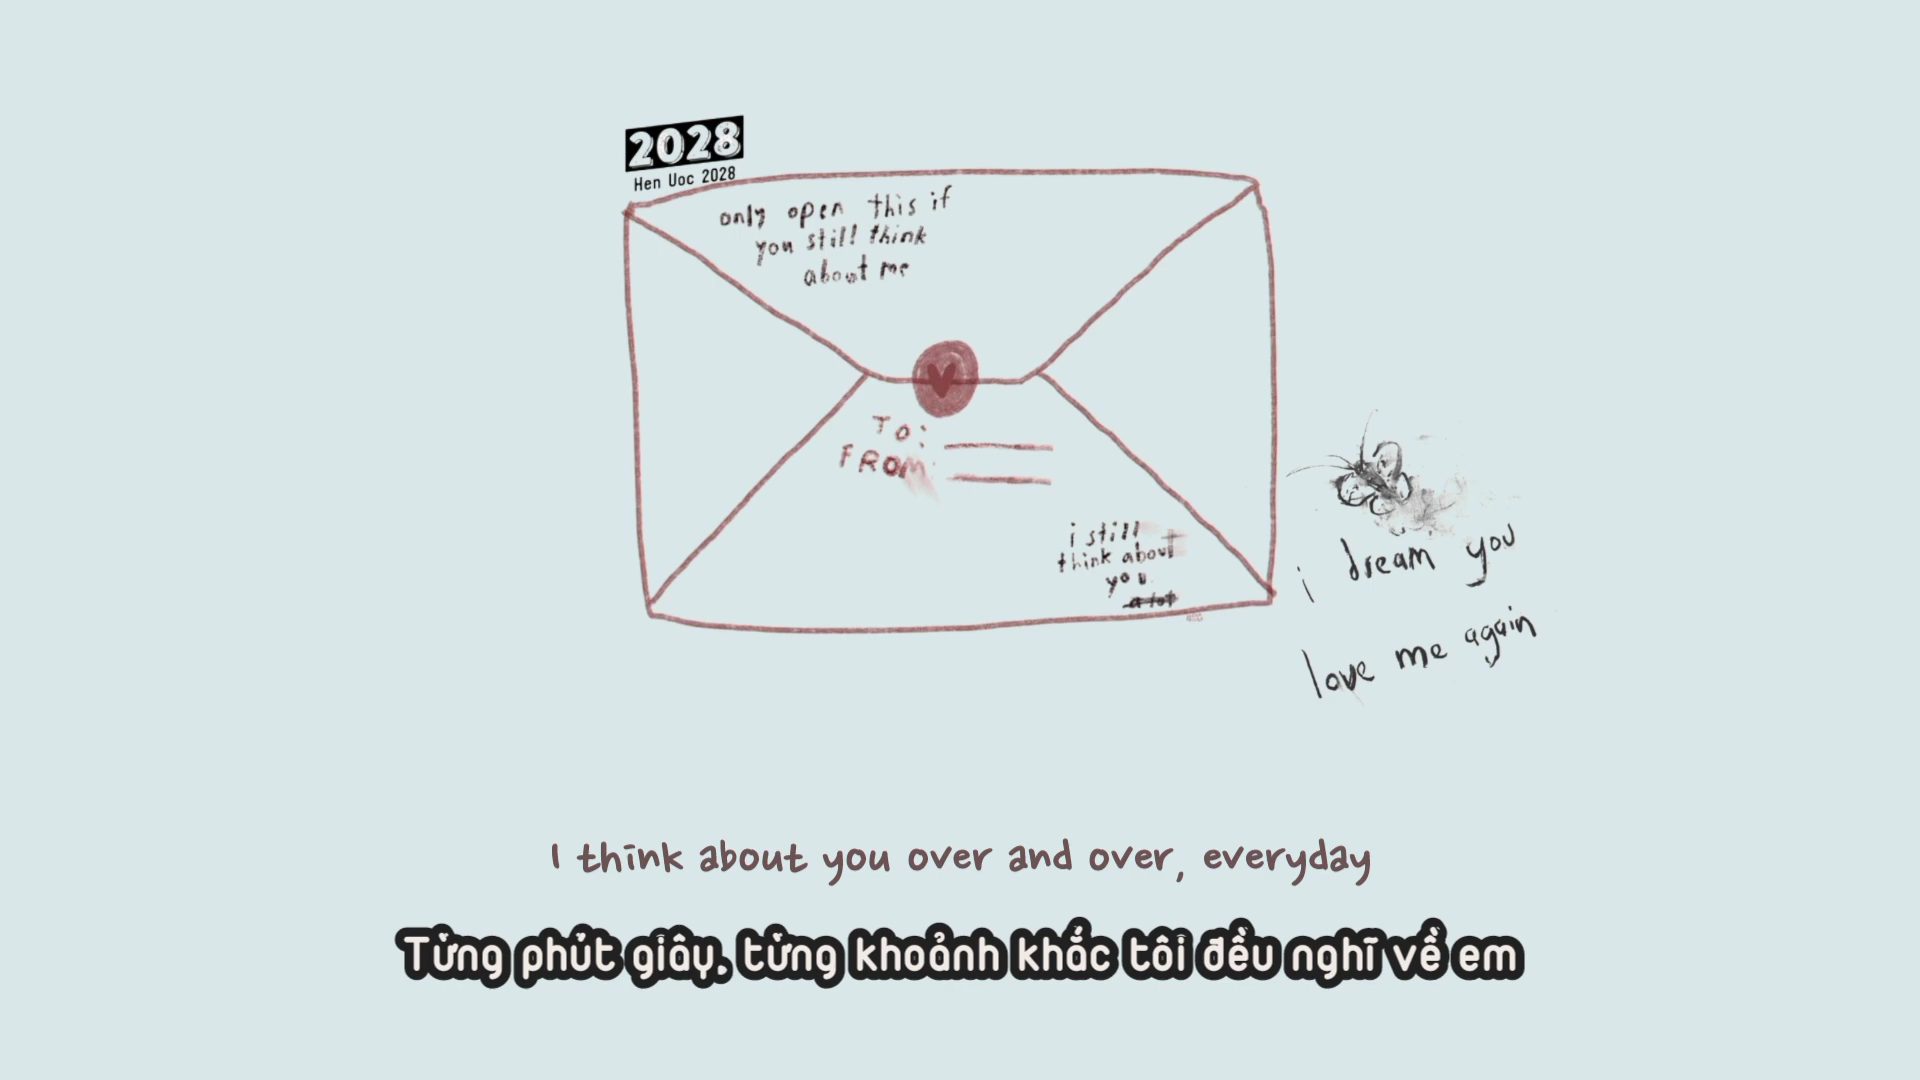 2028
Hen Uoc 2028
only open this if
you still think
about me
TO:
FROM:
i still
think about
you
a lot
i dream you
love me again
I think about you over and over, everyday
Từng phút giây, từng khoảnh khắc tôi đều nghĩ về em